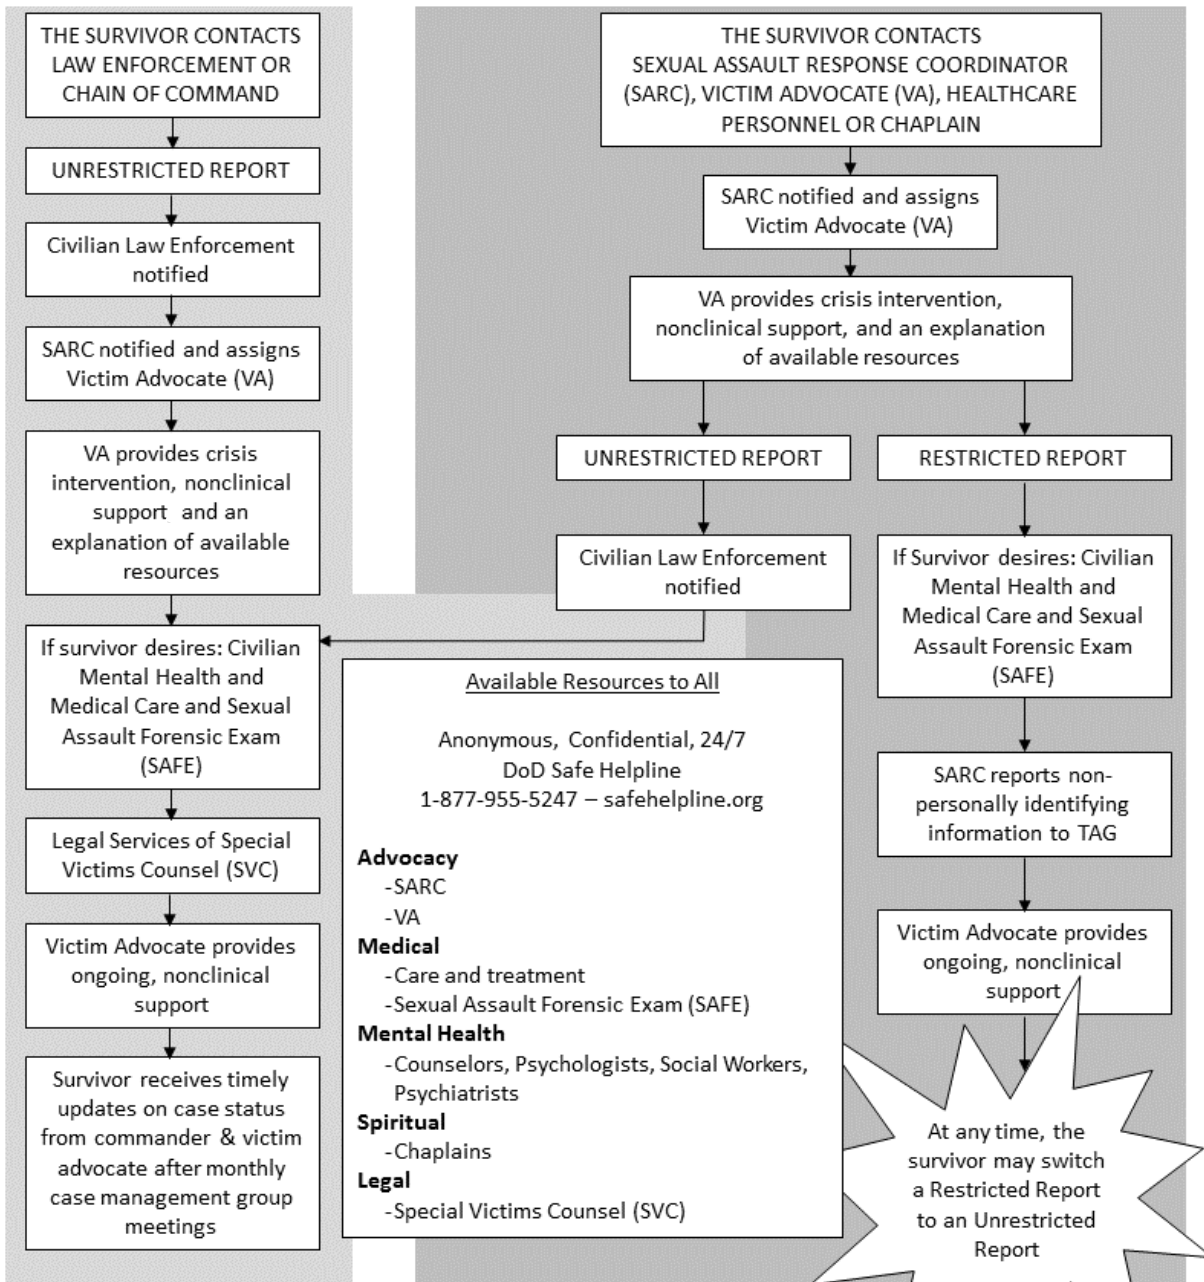 THE SURVIVOR CONTACTS
LAW ENFORCEMENT OR
CHAIN OF COMMAND
UNRESTRICTED REPORT
Civilian Law Enforcement
notified
SARC notified and assigns
Victim Advocate (VA)
VA provides crisis
intervention, nonclinical
support and an
explanation of available
resources
If survivor desires: Civilian
Mental Health and
Medical Care and Sexual
Assault Forensic Exam
(SAFE)
Legal Services of Special
Victims Counsel (SVC)
Victim Advocate provides
ongoing, nonclinical
support
Survivor receives timely
updates on case status
from commander & victim
advocate after monthly
case management group
meetings
THE SURVIVOR CONTACTS
SEXUAL ASSAULT RESPONSE COORDINATOR
(SARC), VICTIM ADVOCATE (VA), HEALTHCARE
PERSONNEL OR CHAPLAIN
SARC notified and assigns
Victim Advocate (VA)
VA provides crisis intervention,
nonclinical support, and an explanation
of available resources
UNRESTRICTED REPORT
Civilian Law Enforcement
notified
RESTRICTED REPORT
If Survivor desires: Civilian
Mental Health and
Medical Care and Sexual
Assault Forensic Exam
(SAFE)
SARC reports non-
personally identifying
information to TAG
Victim Advocate provides
ongoing, nonclinical
support
At any time, the
survivor may switch
a Restricted Report
to an Unrestricted
Report
Available Resources to All
Anonymous, Confidential, 24/7
DoD Safe Helpline
1-877-955-5247 – safehelpline.org
Advocacy
-SARC
-VA
Medical
-Care and treatment
-Sexual Assault Forensic Exam (SAFE)
Mental Health
-Counselors, Psychologists, Social Workers,
Psychiatrists
Spiritual
-Chaplains
Legal
-Special Victims Counsel (SVC)